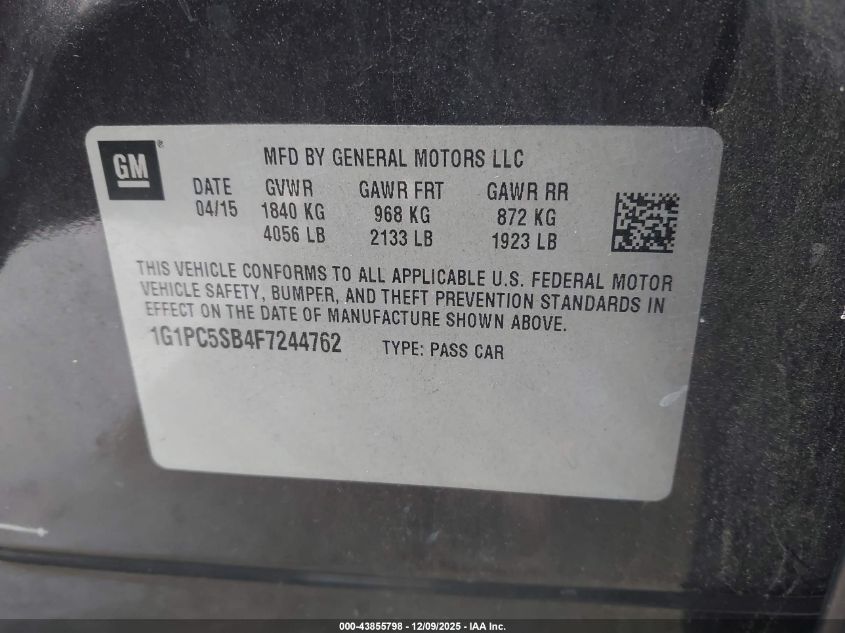 GM
MFD BY GENERAL MOTORS LLC
DATE GVWR GAWR FRT GAWR RR
04/15 1840 KG 968 KG 872 KG
4056 LB 2133 LB 1923 LB
THIS VEHICLE CONFORMS TO ALL APPLICABLE U.S. FEDERAL MOTOR
VEHICLE SAFETY, BUMPER, AND THEFT PREVENTION STANDARDS IN
EFFECT ON THE DATE OF MANUFACTURE SHOWN ABOVE.
1G1PC5SB4F7244762 TYPE: PASS CAR
000-43855798 - 12/09/2025 - IAA Inc.